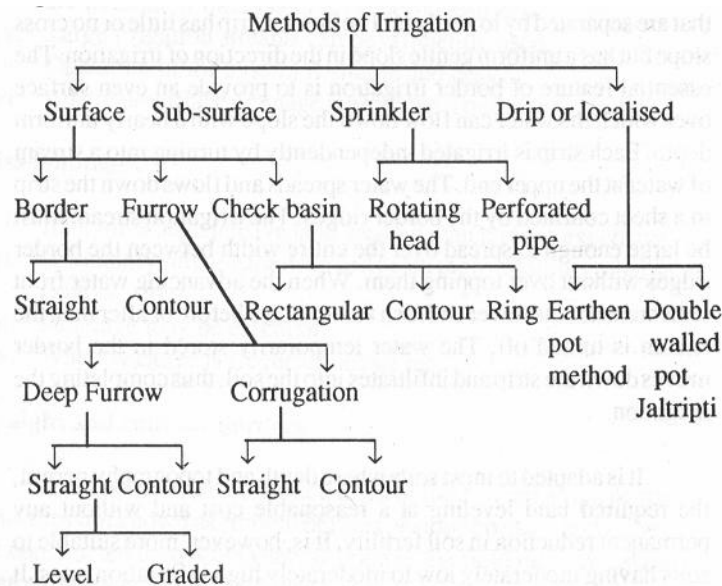 Methods of Irrigation
Surface Sub-surface Sprinkler Drip or localised
Border Furrow Check basin Rotating head Perforated pipe
Straight Contour Rectangular Contour Ring Earthen pot method Double walled pot Jaltripti
Deep Furrow Corrugation
Straight Contour Straight Contour
Level Graded